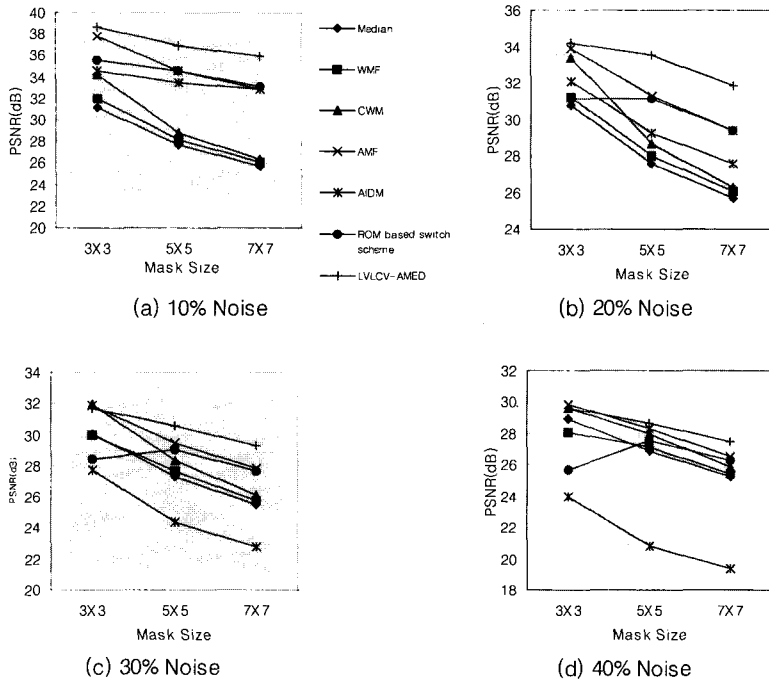 40
38
36
34
32
30
28
26
24
22
20
PSNR(dB)
3X3 5X5 7X7
Mask Size
(a) 10% Noise
Median
WMF
CWM
AMF
AIDM
ROM based switch
scheme
LVLCV-AMED
36
34
32
30
28
26
24
PSNR(dB)
3X3 5X5 7X7
Mask Size
(b) 20% Noise
34
32
30
28
26
24
22
20
PSNR(dB)
3X3 5X5 7X7
Mask Size
(c) 30% Noise
32
30
28
26
24
22
20
18
PSNR(dB)
3X3 5X5 7X7
Mask Size
(d) 40% Noise